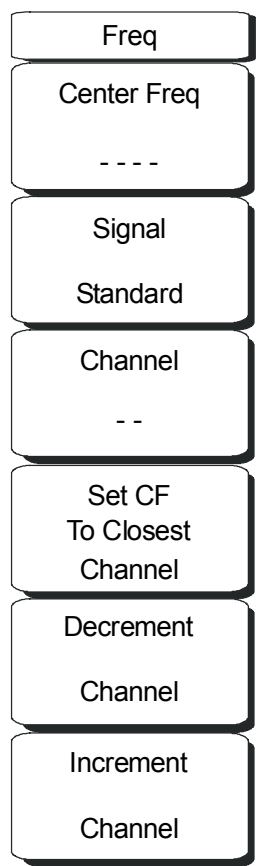 Freq
Center Freq
- - - -
Signal
Standard
Channel
- -
Set CF
To Closest
Channel
Decrement
Channel
Increment
Channel